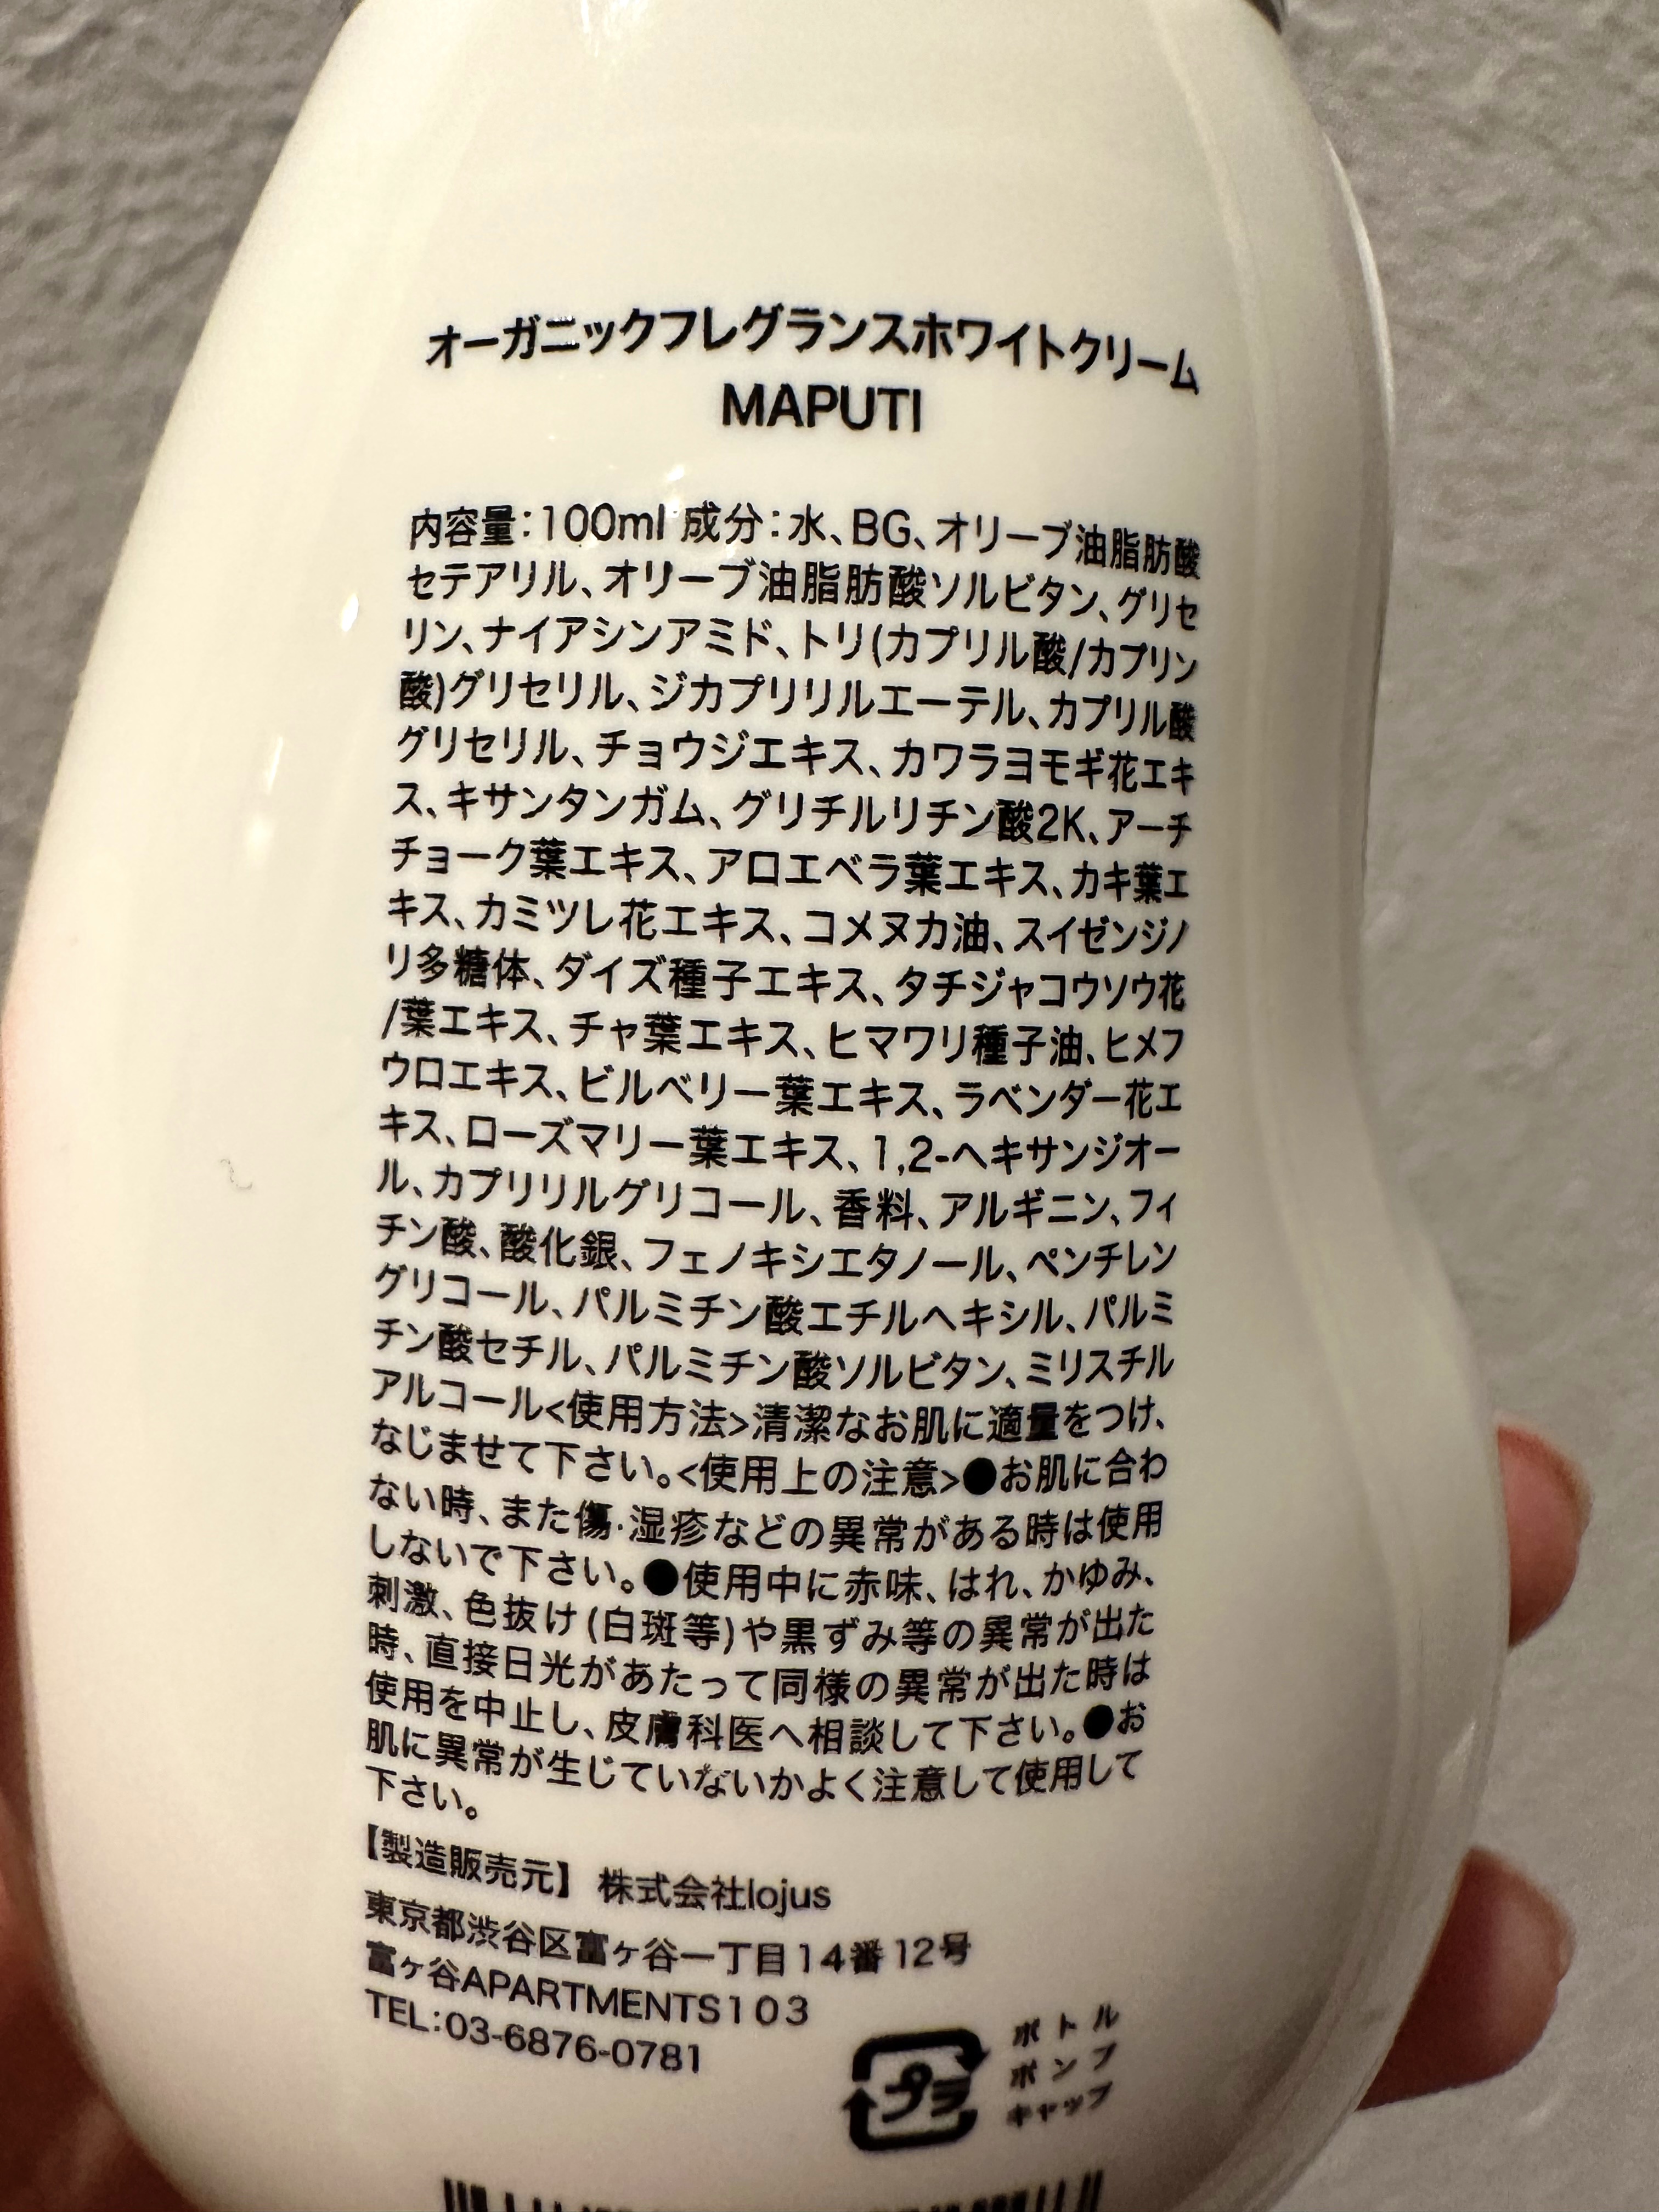 オーガニックフレグランスホワイトクリーム
MAPUTI
内容量:100ml 成分:水、BG、オリーブ油脂肪酸
セテアリル、オリーブ油脂肪酸ソルビタン、グリセ
リン、ナイアシンアミド、トリ(カプリル酸/カプリン
酸)グリセリル、ジカプリリルエーテル、カプリル酸
グリセリル、チョウジエキス、カワラヨモギ花エキ
ス、キサンタンガム、グリチルリチン酸2K、アーチ
チョーク葉エキス、アロエベラ葉エキス、カキ葉エ
キス、カミツレ花エキス、コメヌカ油、スイゼンジノ
リ多糖体、ダイズ種子エキス、タチジャコウソウ花
/葉エキス、チャ葉エキス、ヒマワリ種子油、ヒメフ
ウロエキス、ビルベリー葉エキス、ラベンダー花エ
キス、ローズマリー葉エキス、1,2-ヘキサンジオー
ル、カプリリルグリコール、香料、アルギニン、フィ
チン酸、酸化銀、フェノキシエタノール、ペンチレン
グリコール、パルミチン酸エチルヘキシル、パルミ
チン酸セチル、パルミチン酸ソルビタン、ミリスチル
アルコール<使用方法>清潔なお肌に適量をつけ、
なじませて下さい。<使用上の注意>●お肌に合わ
ない時、また傷・湿疹などの異常がある時は使用
しないで下さい。●使用中に赤味、はれ、かゆみ、
刺激、色抜け(白斑等)や黒ずみ等の異常が出た
時、直接日光があたって同様の異常が出た時は
使用を中止し、皮膚科医へ相談して下さい。●お
肌に異常が生じていないかよく注意して使用して
下さい。
【製造販売元】 株式会社lojus
東京都渋谷区富ヶ谷一丁目14番12号
富ヶ谷APARTMENTS103
TEL:03-6876-0781
プラ
ボトル
ポンプ
キャップ